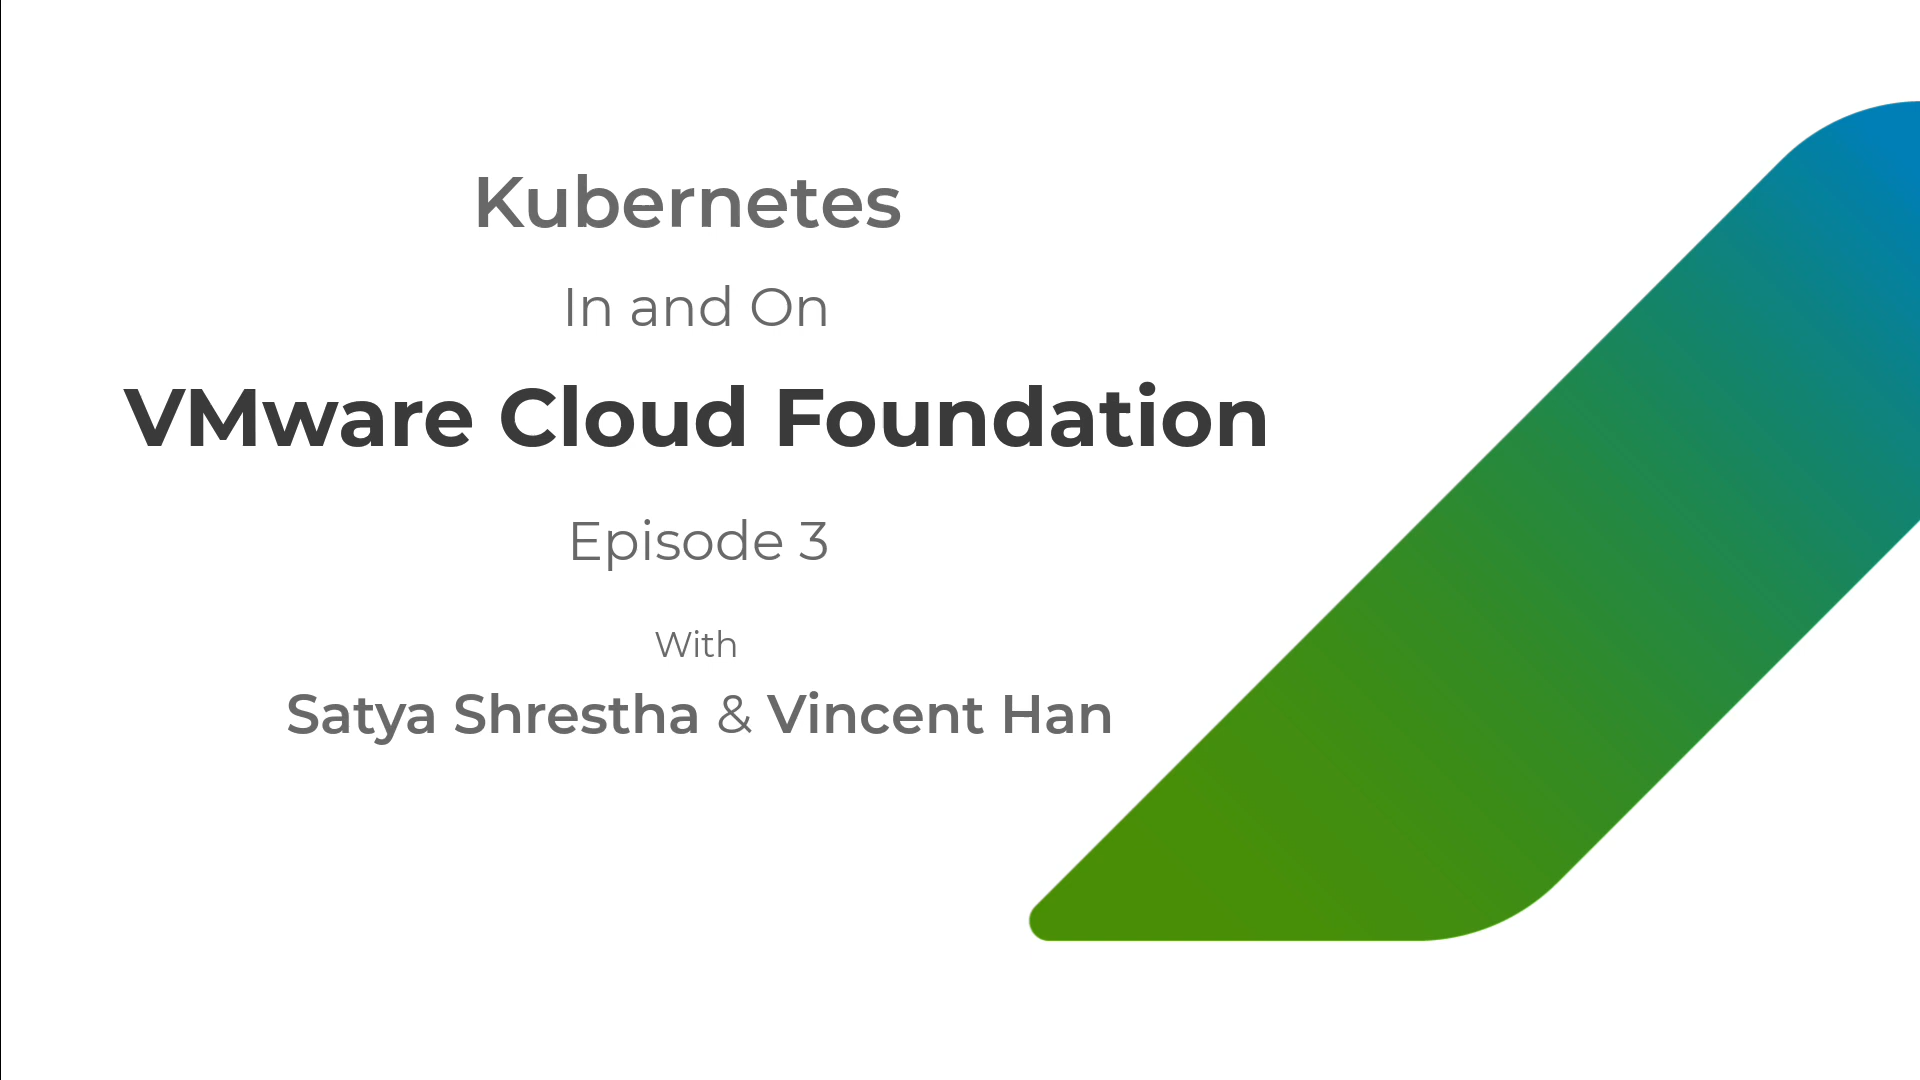 Kubernetes
In and On
VMware Cloud Foundation
Episode 3
With
Satya Shrestha & Vincent Han